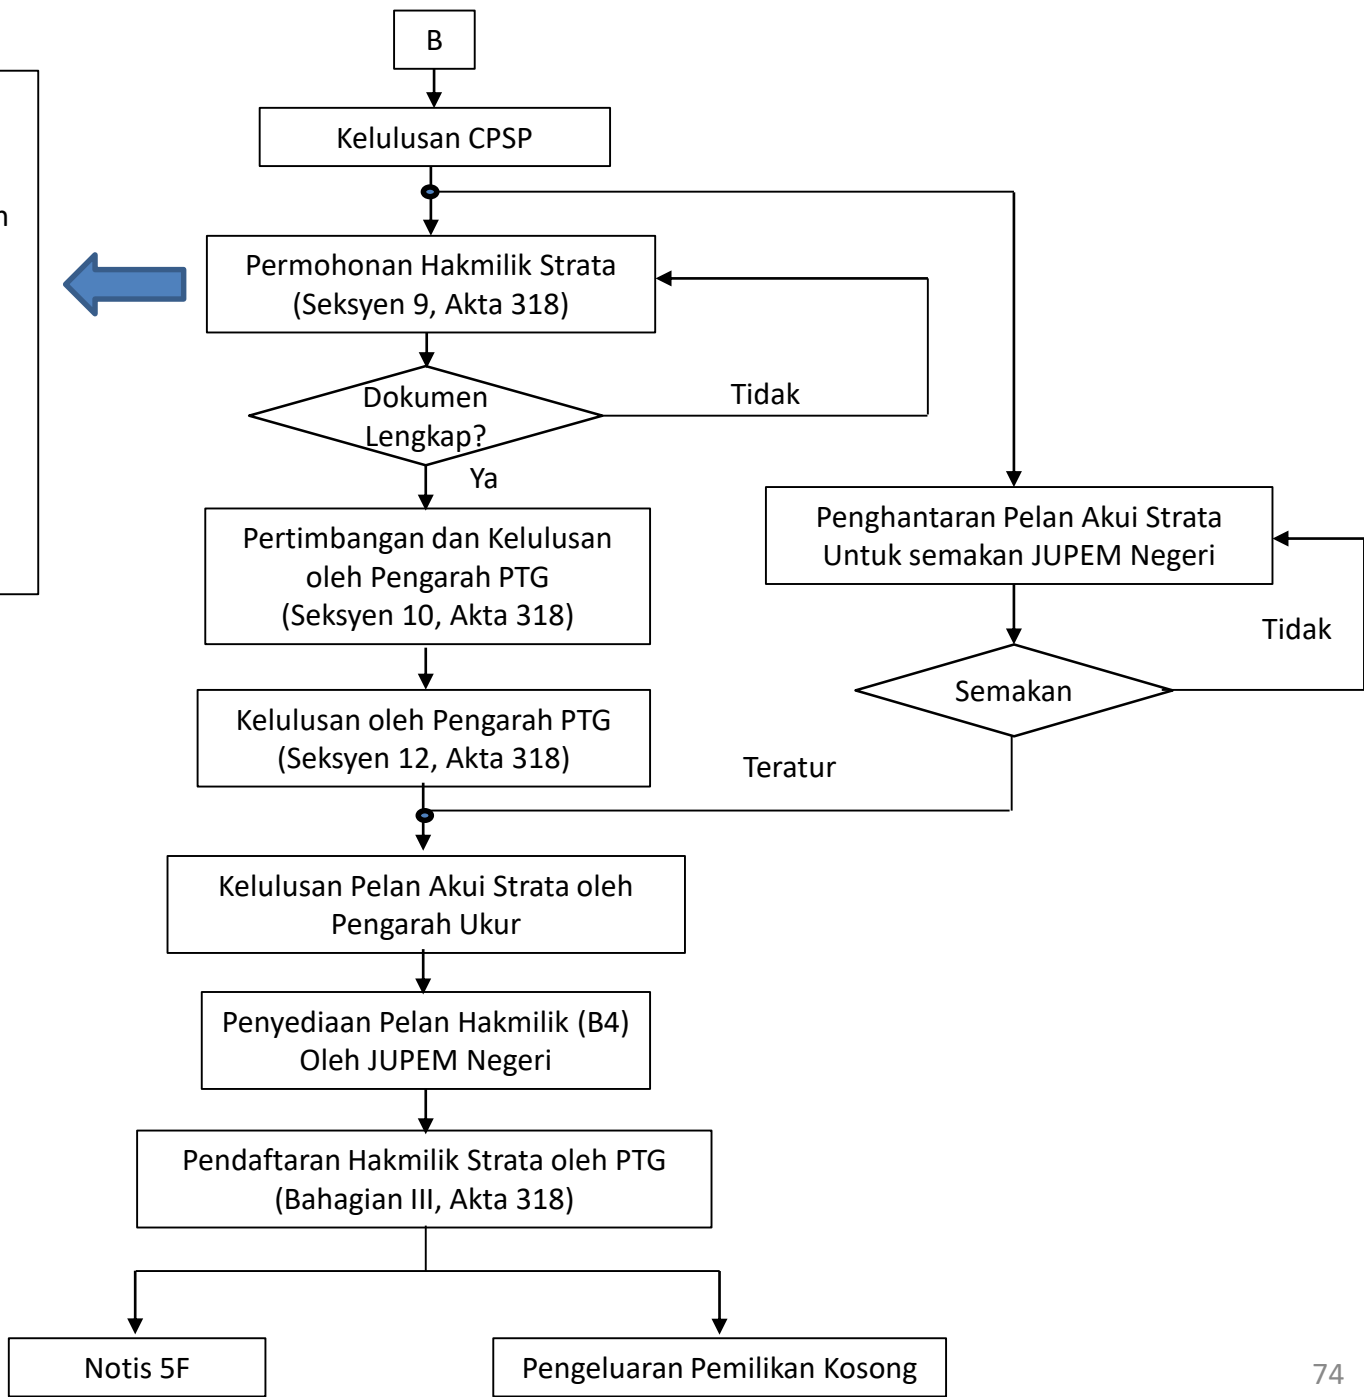 B
Kelulusan CPSP
n
Permohonan Hakmilik Strata
(Seksyen 9, Akta 318)
Dokumen
Lengkap?
Tidak
Ya
Pertimbangan dan Kelulusan
oleh Pengarah PTG
(Seksyen 10, Akta 318)
Penghantaran Pelan Akui Strata
Untuk semakan JUPEM Negeri
Tidak
Semakan
Kelulusan oleh Pengarah PTG
(Seksyen 12, Akta 318)
Teratur
Kelulusan Pelan Akui Strata oleh
Pengarah Ukur
Penyediaan Pelan Hakmilik (B4)
Oleh JUPEM Negeri
Pendaftaran Hakmilik Strata oleh PTG
(Bahagian III, Akta 318)
Notis 5F
Pengeluaran Pemilikan Kosong
74